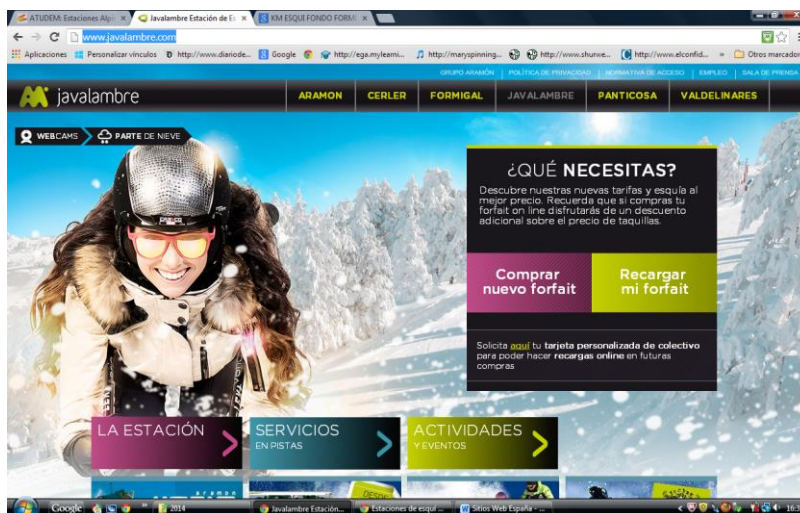 ATUDEM: Estaciones Alpin
Javalambre Estación de Es
KM ESQUI FONDO FORMI
www.javalambre.com
Aplicaciones
Personalizar vínculos
http://www.diariode...
Google
http://ega.mylearni...
http://maryspinning...
http://www.shurwe...
http://www.elconfid...
Otros marcadores
GRUPO ARAMÓN | POLÍTICA DE PRIVACIDAD | NORMATIVA DE ACCESO | EMPLEO | SALA DE PRENSA
javalambre
ARAMON
CERLER
FORMIGAL
JAVALAMBRE
PANTICOSA
VALDELINARES
WEBCAMS
PARTE DE NIEVE
¿QUÉ NECESITAS?
Descubre nuestras nuevas tarifas y esquía al
mejor precio. Recuerda que si compras tu
forfait on line disfrutarás de un descuento
adicional sobre el precio de taquillas.
Comprar
nuevo forfait
Recargar
mi forfait
Solicita aquí tu tarjeta personalizada de colectivo
para poder hacer recargas online en futuras
compras
LA ESTACIÓN
SERVICIOS
EN PISTAS
ACTIVIDADES
Y EVENTOS
aramon
Google
2014
Javalambre Estación...
Estaciones de esquí ...
Sitios Web España - ...